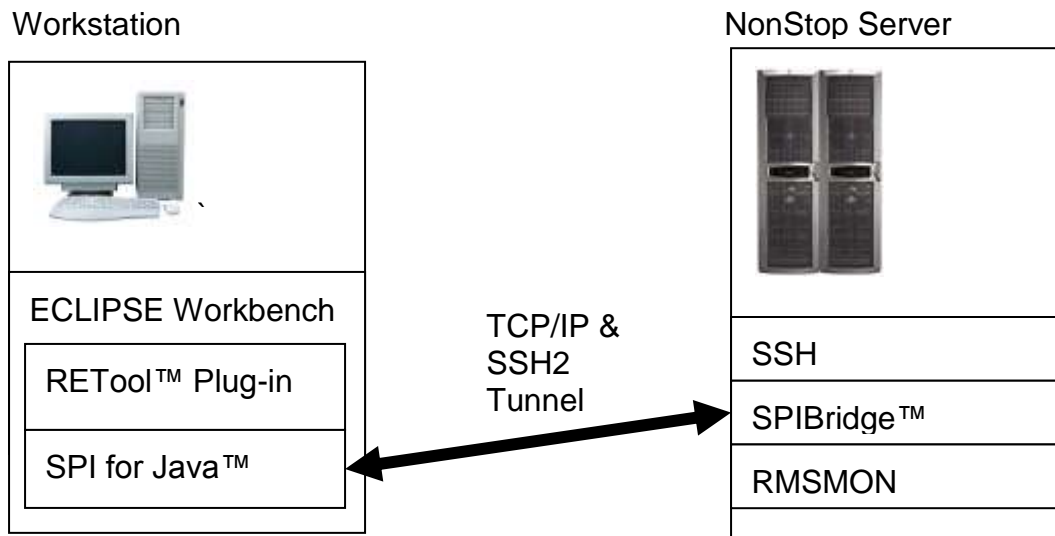 Workstation
NonStop Server
`
ECLIPSE Workbench
RETool™ Plug-in
SPI for Java™
TCP/IP &
SSH2
Tunnel
SSH
SPIBridge™
RMSMON